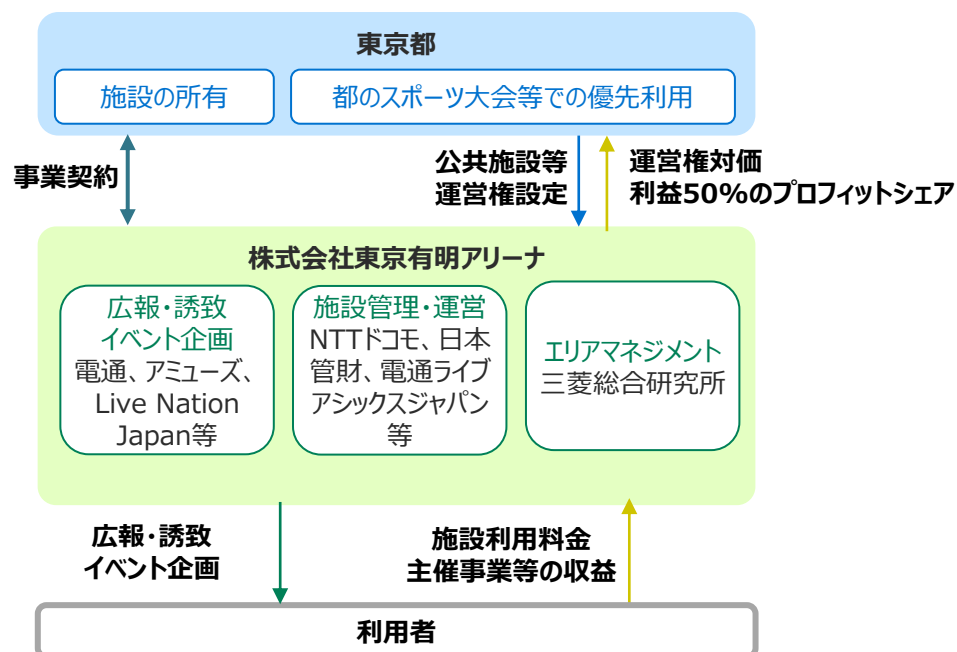 東京都
施設の所有
都のスポーツ大会等での優先利用
事業契約
公共施設等
運営権設定
運営権対価
利益50%のプロフィットシェア
株式会社東京有明アリーナ
広報・誘致
イベント企画
電通、アミューズ、
Live Nation
Japan等
施設管理・運営
NTTドコモ、日本
管財、電通ライブ
アシックスジャパン
等
エリアマネジメント
三菱総合研究所
広報・誘致
イベント企画
施設利用料金
主催事業等の収益
利用者